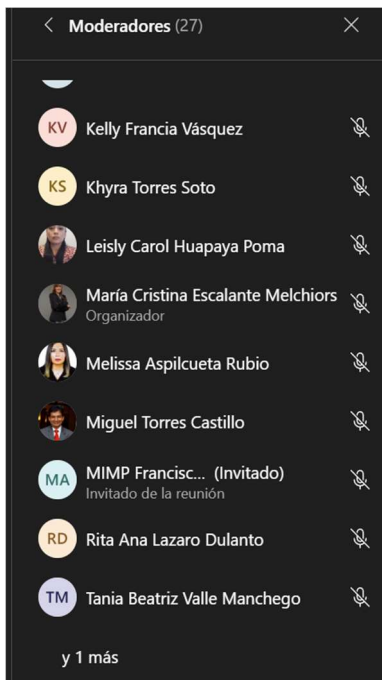 Moderadores (27)
KV Kelly Francia Vásquez
KS Khyra Torres Soto
Leisly Carol Huapaya Poma
María Cristina Escalante Melchiors
Organizador
Melissa Aspilcueta Rubio
Miguel Torres Castillo
MA MIMP Francisc... (Invitado)
Invitado de la reunión
RD Rita Ana Lazaro Dulanto
TM Tania Beatriz Valle Manchego
y 1 más